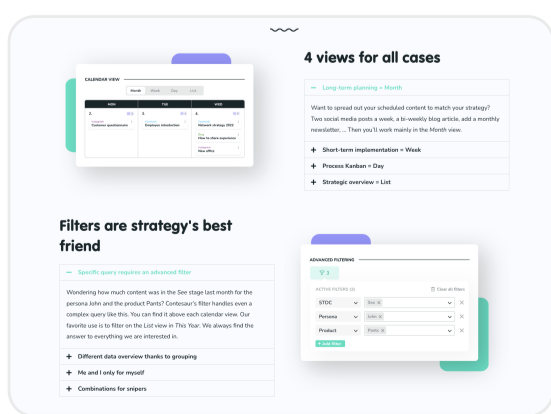 CALENDAR VIEW
Month Week Day List
MON TUE WED
2. 3. 4.
Customer questionnaire
Employee introduction
Network strategy 2022
How to share experience
New office
4 views for all cases
− Long-term planning = Month
Want to spread out your scheduled content to match your strategy?
Two social media posts a week, a bi-weekly blog article, add a monthly
newsletter, ... Then you'll work mainly in the Month view.
+ Short-term implementation = Week
+ Process Kanban = Day
+ Strategic overview = List
Filters are strategy's best
friend
− Specific query requires an advanced filter
Wondering how much content was in the See stage last month for the
persona John and the product Pants? Contesaur's filter handles even a
complex query like this. You can find it above each calendar view. Our
favorite use is to filter on the List view in This Year. We always find the
answer to everything we are interested in.
+ Different data overview thanks to grouping
+ Me and I only for myself
+ Combinations for snipers
ADVANCED FILTERING
3
ACTIVE FILTERS (3) Clear all filters
STDC See ×
Persona John ×
Product Pants ×
+ Add filter